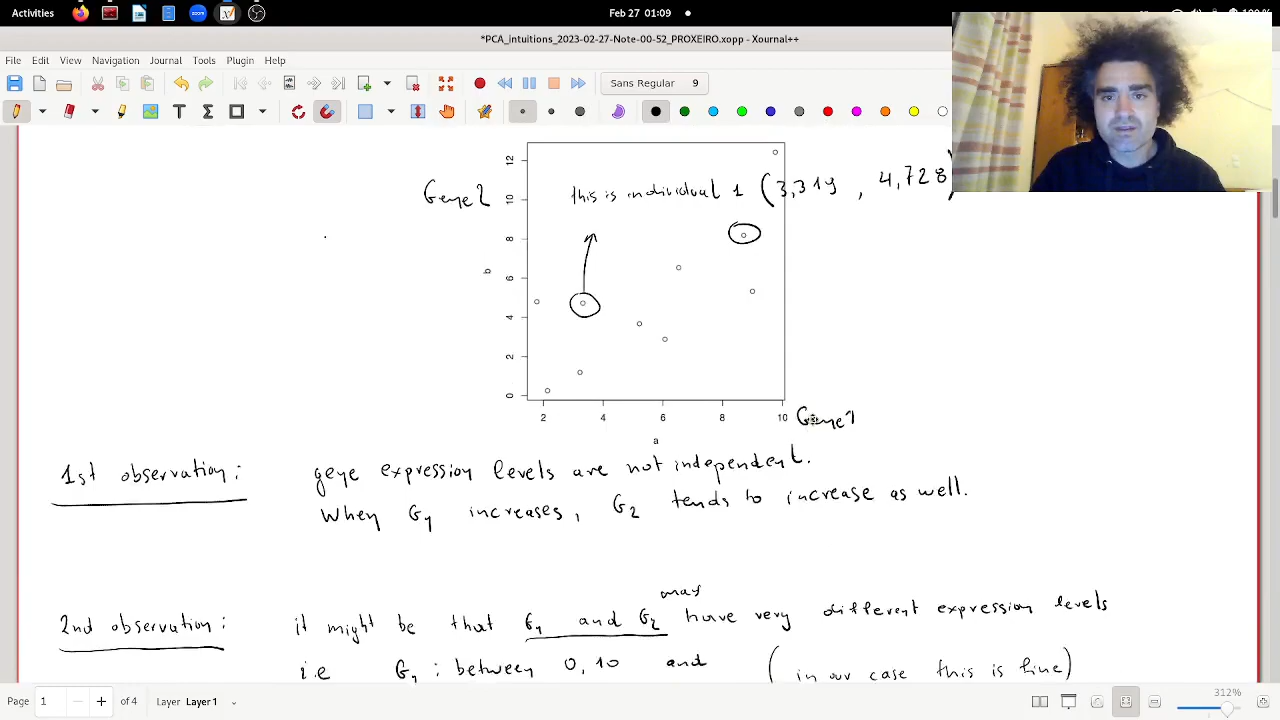 Activities
Feb 27 01:09
*PCA_intuitions_2023-02-27-Note-00-52_PROXEIRO.xopp - Xournal++
File Edit View Navigation Journal Tools Plugin Help
Sans Regular 9
Gene 2
this is individual 1 (3,319 , 4,728)
12
10
8
6
4
2
0
b
2 4 6 8 10
Gene 1
a
1st observation: gene expression levels are not independent.
When G1 increases, G2 tends to increase as well.
may
2nd observation: it might be that G1 and G2 have very different expression levels
i.e G1 : between 0,10 and (in our case this is fine)
Page 1 of 4 Layer Layer 1
312%